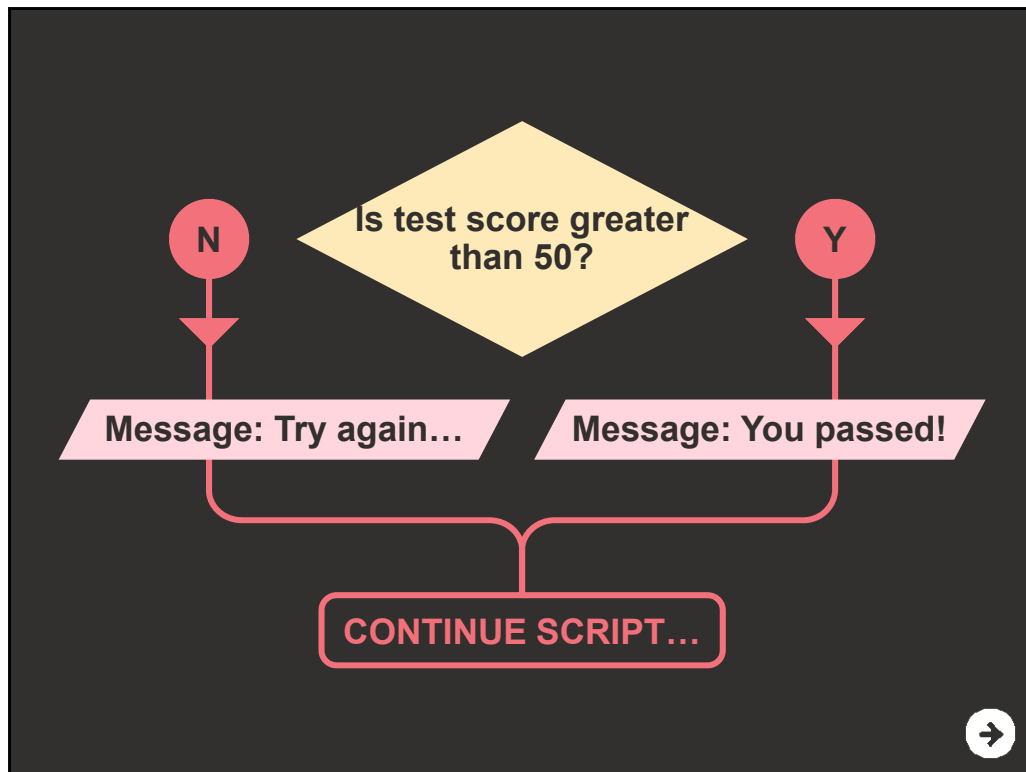 Is test score greater
than 50?
N
Y
Message: Try again…
Message: You passed!
CONTINUE SCRIPT…